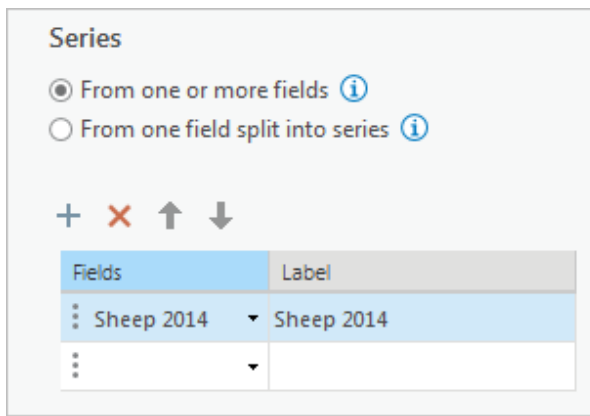 Series
From one or more fields
From one field split into series
Fields Label
Sheep 2014 Sheep 2014